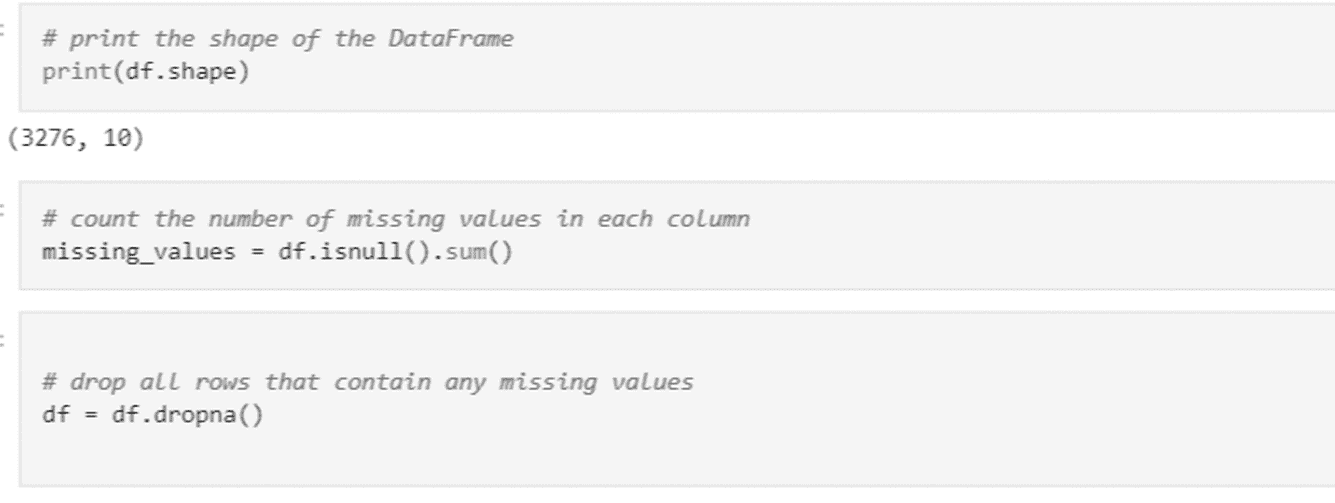 # print the shape of the DataFrame
print(df.shape)
(3276, 10)
# count the number of missing values in each column
missing_values = df.isnull().sum()
# drop all rows that contain any missing values
df = df.dropna()